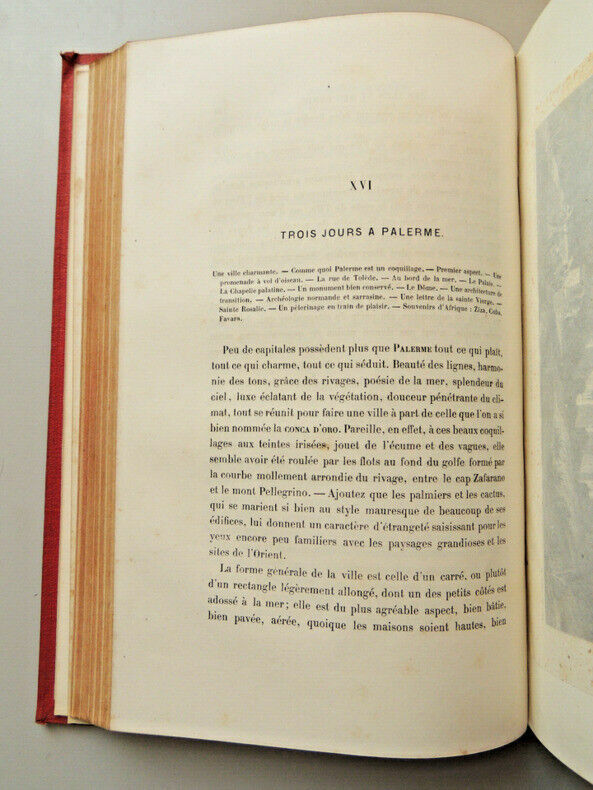 XVI
TROIS JOURS A PALERME.
Une ville charmante. — Comme quoi Palerme est un coquillage. — Premier aspect. — Une
promenade à vol d'oiseau. — La rue de Tolède. — Au bord de la mer. — Le Palais. —
La Chapelle palatine. — Un monument bien conservé. — Le Dôme. — Une architecture de
transition. — Archéologie normande et sarrasine. — Une lettre de la sainte Vierge. —
Sainte Rosalie. — Un pèlerinage en train de plaisir. — Souvenirs d'Afrique : Ziza, Cuba,
Favara.
Peu de capitales possèdent plus que PALERME tout ce qui plaît,
tout ce qui charme, tout ce qui séduit. Beauté des lignes, harmo-
nie des tons, grâce des rivages, poésie de la mer, splendeur du
ciel, luxe éclatant de la végétation, douceur pénétrante du cli-
mat, tout se réunit pour faire une ville à part de celle que l'on a si
bien nommée la CONCA D'ORO. Pareille, en effet, à ces beaux coquil-
lages aux teintes irisées, jouet de l'écume et des vagues, elle
semble avoir été roulée par les flots au fond du golfe formé par
la courbe mollement arrondie du rivage, entre le cap Zafarane
et le mont Pellegrino. — Ajoutez que les palmiers et les cactus,
qui se marient si bien au style mauresque de beaucoup de ses
édifices, lui donnent un caractère d'étrangeté saisissant pour les
yeux encore peu familiers avec les paysages grandioses et les
sites de l'Orient.
La forme générale de la ville est celle d'un carré, ou plutôt
d'un rectangle légèrement allongé, dont un des petits côtés est
adossé à la mer; elle est du plus agréable aspect, bien bâtie,
bien pavée, aérée, quoique les maisons soient hautes, bien